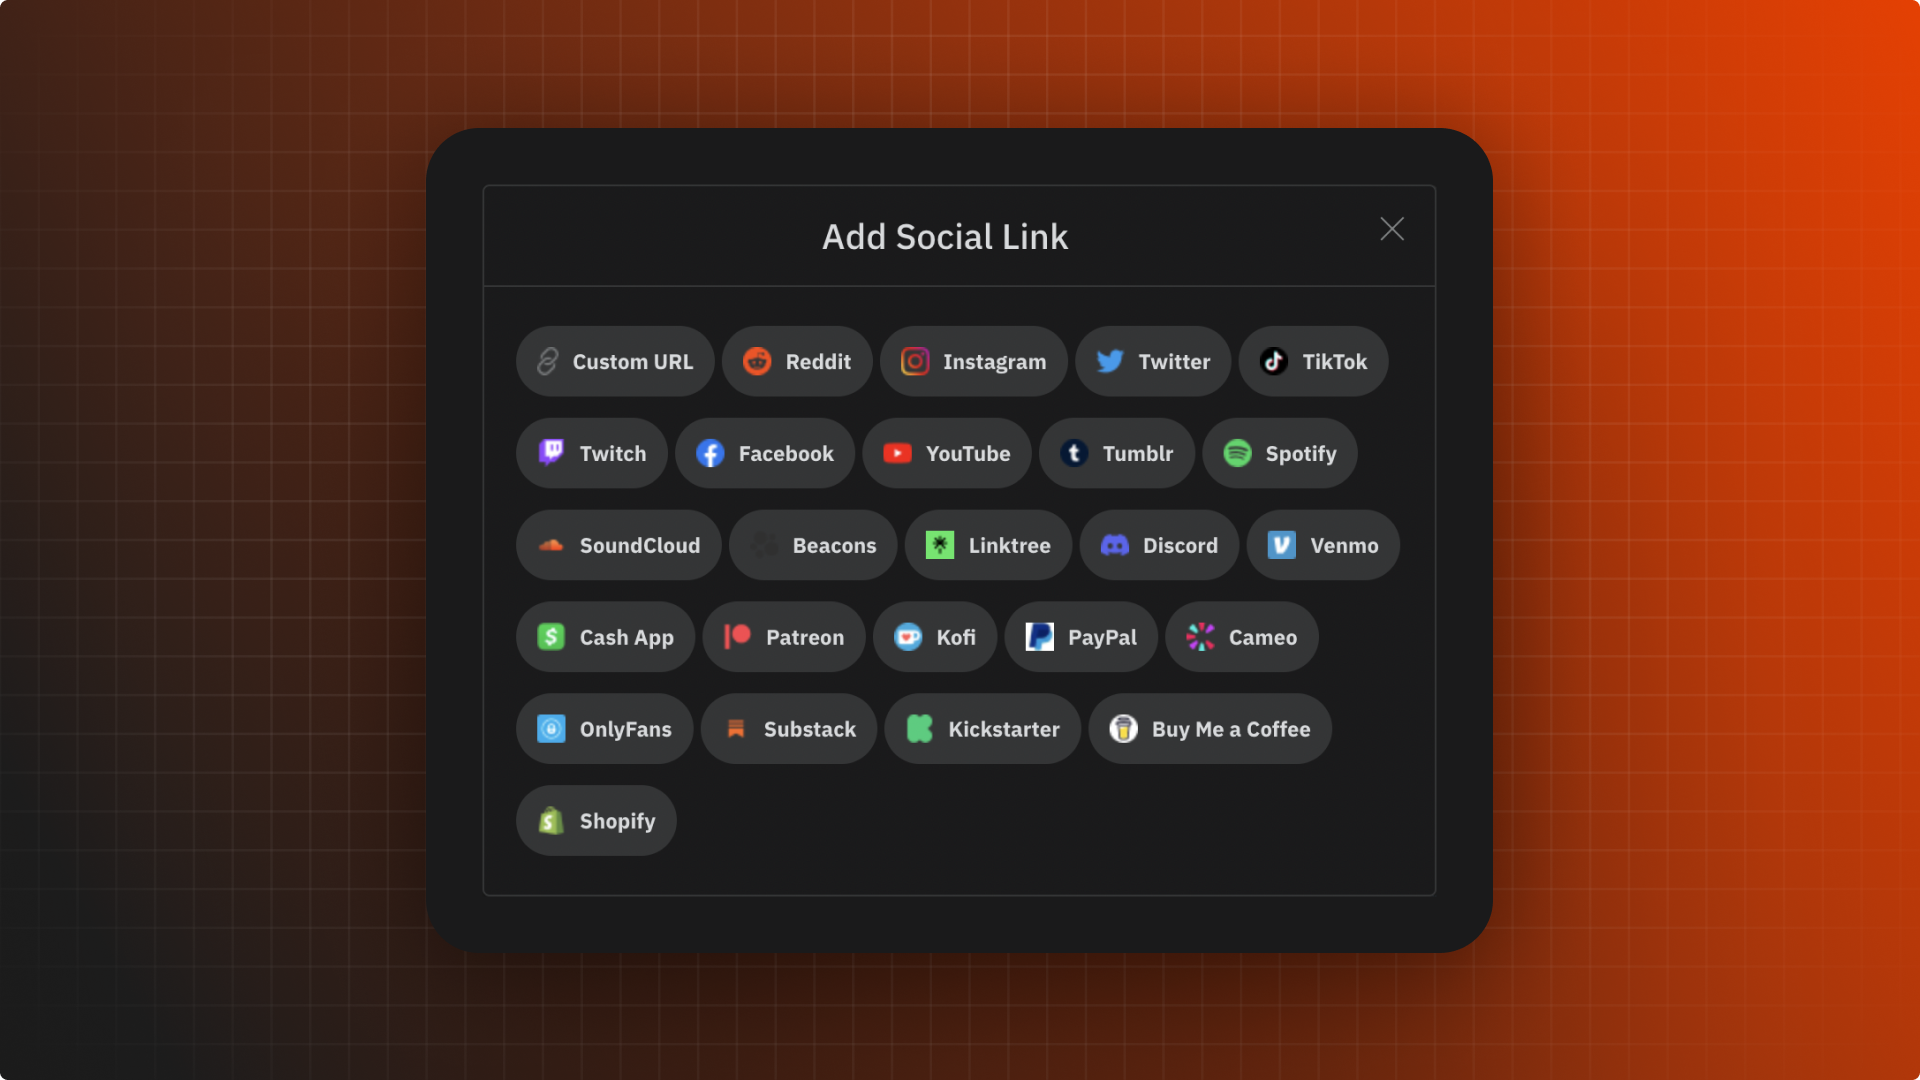 Add Social Link
Custom URL Reddit Instagram Twitter TikTok
Twitch Facebook YouTube Tumblr Spotify
SoundCloud Beacons Linktree Discord Venmo
Cash App Patreon Kofi PayPal Cameo
OnlyFans Substack Kickstarter Buy Me a Coffee
Shopify